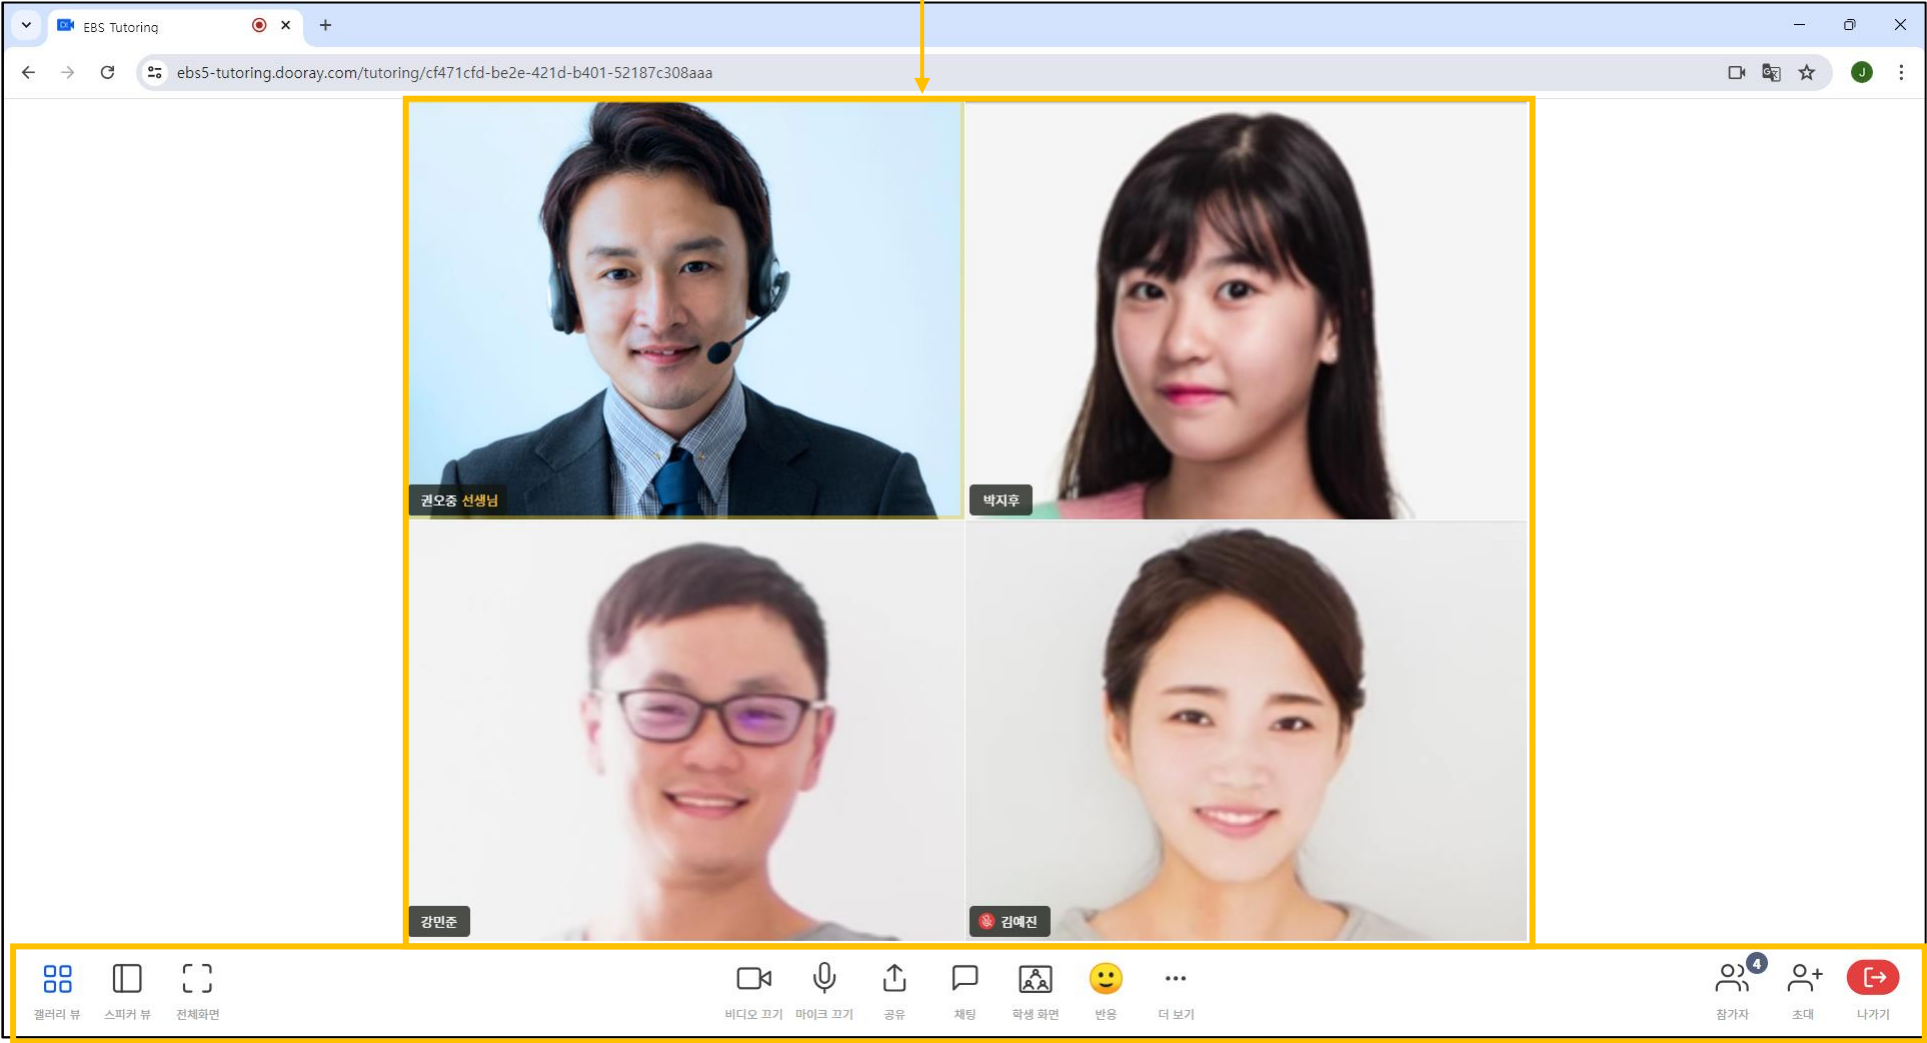 EBS Tutoring
ebs5-tutoring.dooray.com/tutoring/cf471cfd-be2e-421d-b401-52187c308aaa
J
권오중 선생님
박지후
강민준
김예진
4
갤러리 뷰 스피커 뷰 전체화면 비디오 끄기 마이크 끄기 공유 채팅 학생 화면 반응 더 보기 참가자 초대 나가기